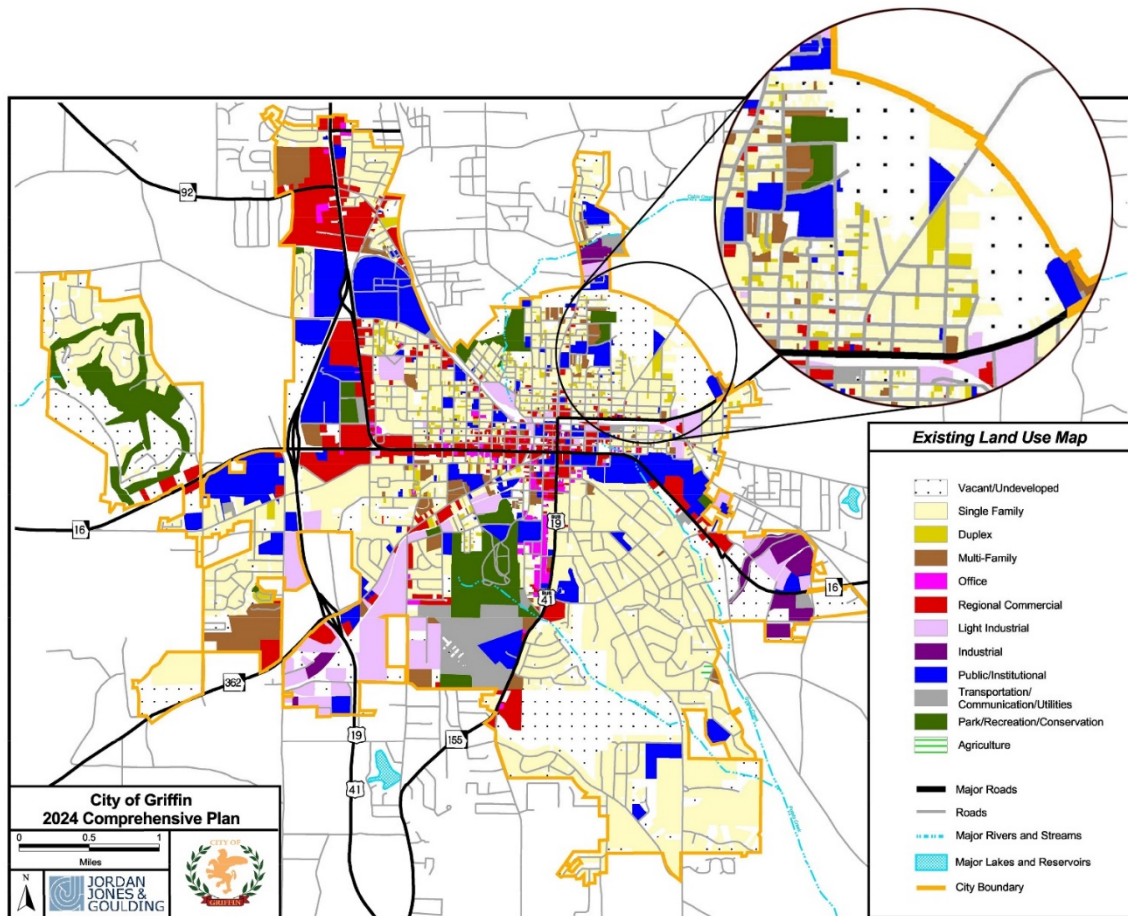 92
16
362
19
41
155
BUS
19
BUS
41
16
Existing Land Use Map
Vacant/Undeveloped
Single Family
Duplex
Multi-Family
Office
Regional Commercial
Light Industrial
Industrial
Public/Institutional
Transportation/
Communication/Utilities
Park/Recreation/Conservation
Agriculture
Major Roads
Roads
Major Rivers and Streams
Major Lakes and Reservoirs
City Boundary
City of Griffin
2024 Comprehensive Plan
0 0.5 1
Miles
N
JORDAN
JONES &
GOULDING
CITY OF
GRIFFIN